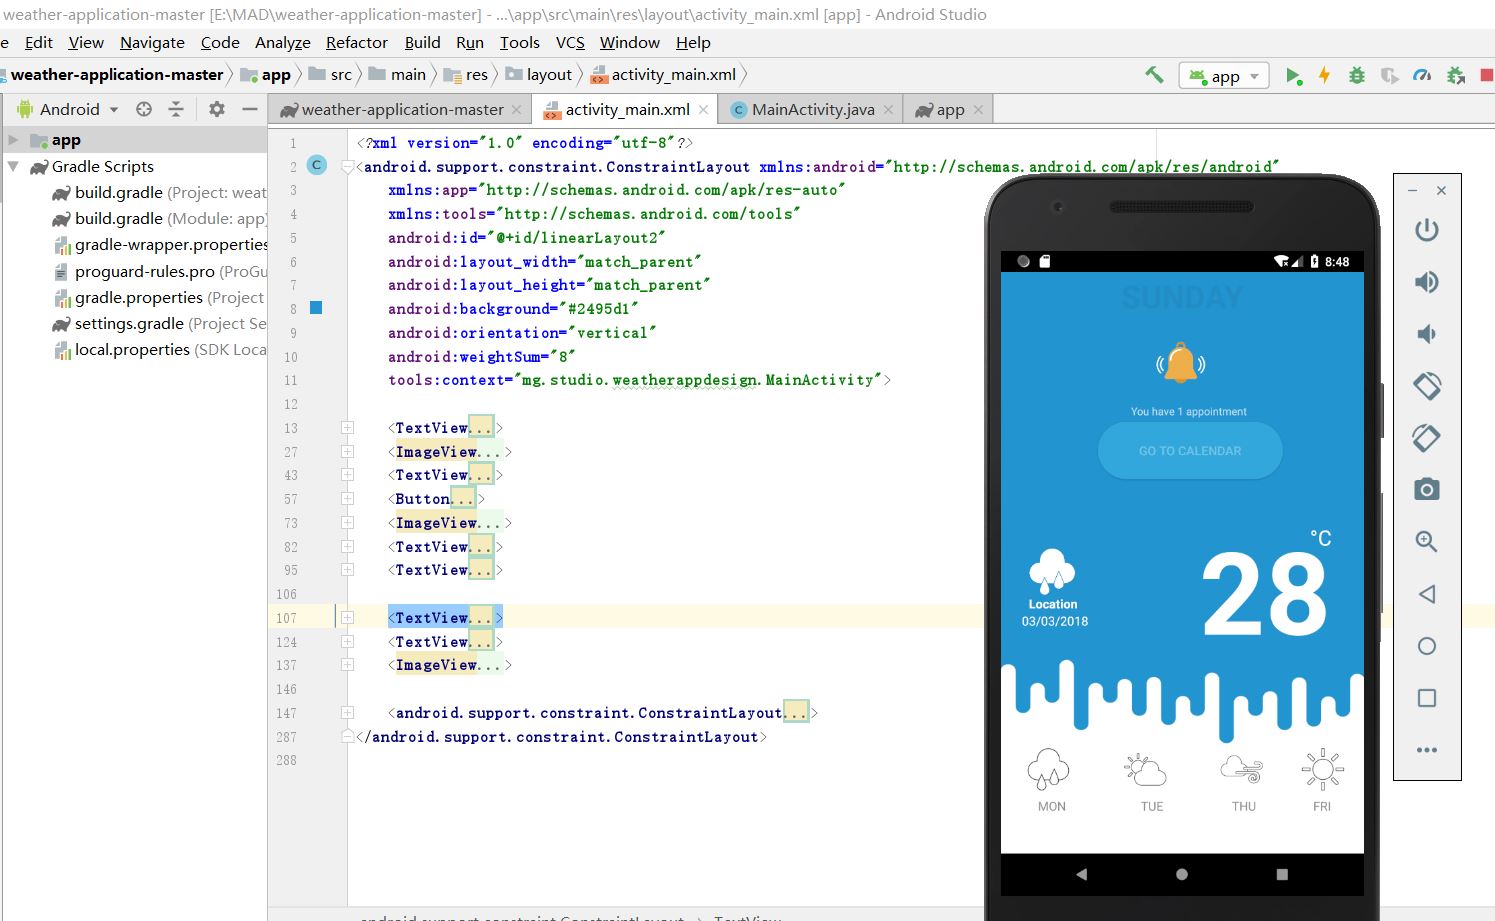 weather-application-master [E:\MAD\weather-application-master] - ...\app\src\main\res\layout\activity_main.xml [app] - Android Studio
e Edit View Navigate Code Analyze Refactor Build Run Tools VCS Window Help
weather-application-master app src main res layout activity_main.xml
app
Android
weather-application-master activity_main.xml MainActivity.java app
app
Gradle Scripts
build.gradle (Project: weat
build.gradle (Module: app)
gradle-wrapper.properties
proguard-rules.pro (ProGu
gradle.properties (Project
settings.gradle (Project Se
local.properties (SDK Loca
1 <?xml version="1.0" encoding="utf-8"?>
2 C <android.support.constraint.ConstraintLayout xmlns:android="http://schemas.android.com/apk/res/android"
3 xmlns:app="http://schemas.android.com/apk/res-auto"
4 xmlns:tools="http://schemas.android.com/tools"
5 android:id="@+id/linearLayout2"
6 android:layout_width="match_parent"
7 android:layout_height="match_parent"
8 android:background="#2495d1"
9 android:orientation="vertical"
10 android:weightSum="8"
11 tools:context="mg.studio.weatherappdesign.MainActivity">
12
13 <TextView...>
27 <ImageView...>
43 <TextView...>
57 <Button...>
73 <ImageView...>
82 <TextView...>
95 <TextView...>
106
107 <TextView...>
124 <TextView...>
137 <ImageView...>
146
147 <android.support.constraint.ConstraintLayout...>
287 </android.support.constraint.ConstraintLayout>
288
8:48
SUNDAY
You have 1 appointment
GO TO CALENDAR
°C
28
Location
03/03/2018
MON TUE THU FRI
android.support.constraint.ConstraintLayout > TextView